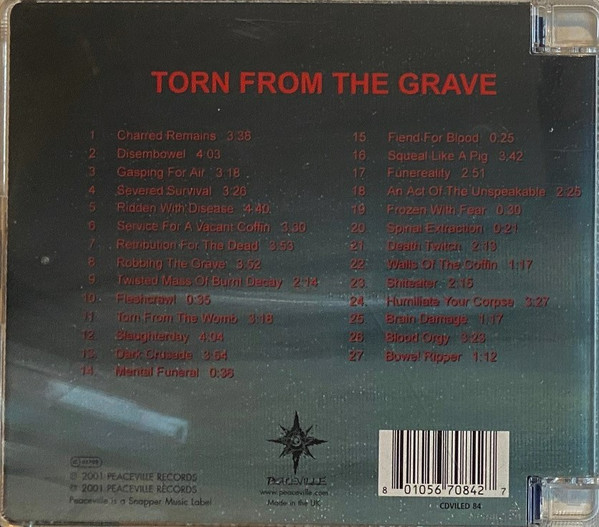 TORN FROM THE GRAVE
1 Charred Remains 3:36
2 Disembowel 4:03
3 Gasping For Air 3:18
4 Severed Survival 3:26
5 Ridden With Disease 4:40
6 Service For A Vacant Coffin 3:30
7 Retribution For The Dead 3:53
8 Robbing The Grave 3:52
9 Twisted Mass Of Burnt Decay 2:14
10 Fleshcrawl 0:35
11 Torn From The Womb 3:18
12. Slaughterday 4:04
13. Dark Crusade 3:54
14. Mental Funeral 0:36
15 Fiend For Blood 0:25
16. Squeal Like A Pig 3:42
17. Funereality 2:51
18. An Act Of The Unspeakable 2:25
19. Frozen With Fear 0:39
20. Spinal Extraction 0:21
21. Death Twitch 2:13
22. Walls Of The Coffin 1:17
23. Shiteater 2:15
24. Humiliate Your Corpse 3:27
25. Brain Damage 1:17
26. Blood Orgy 3:23
27. Bowel Ripper 1:12
℗ 2001 PEACEVILLE RECORDS
© 2001 PEACEVILLE RECORDS
Peaceville is a Snapper Music Label
PEACEVILLE
www.peaceville.com
Made in the UK
8 01056 70842 7
CDVILED 84